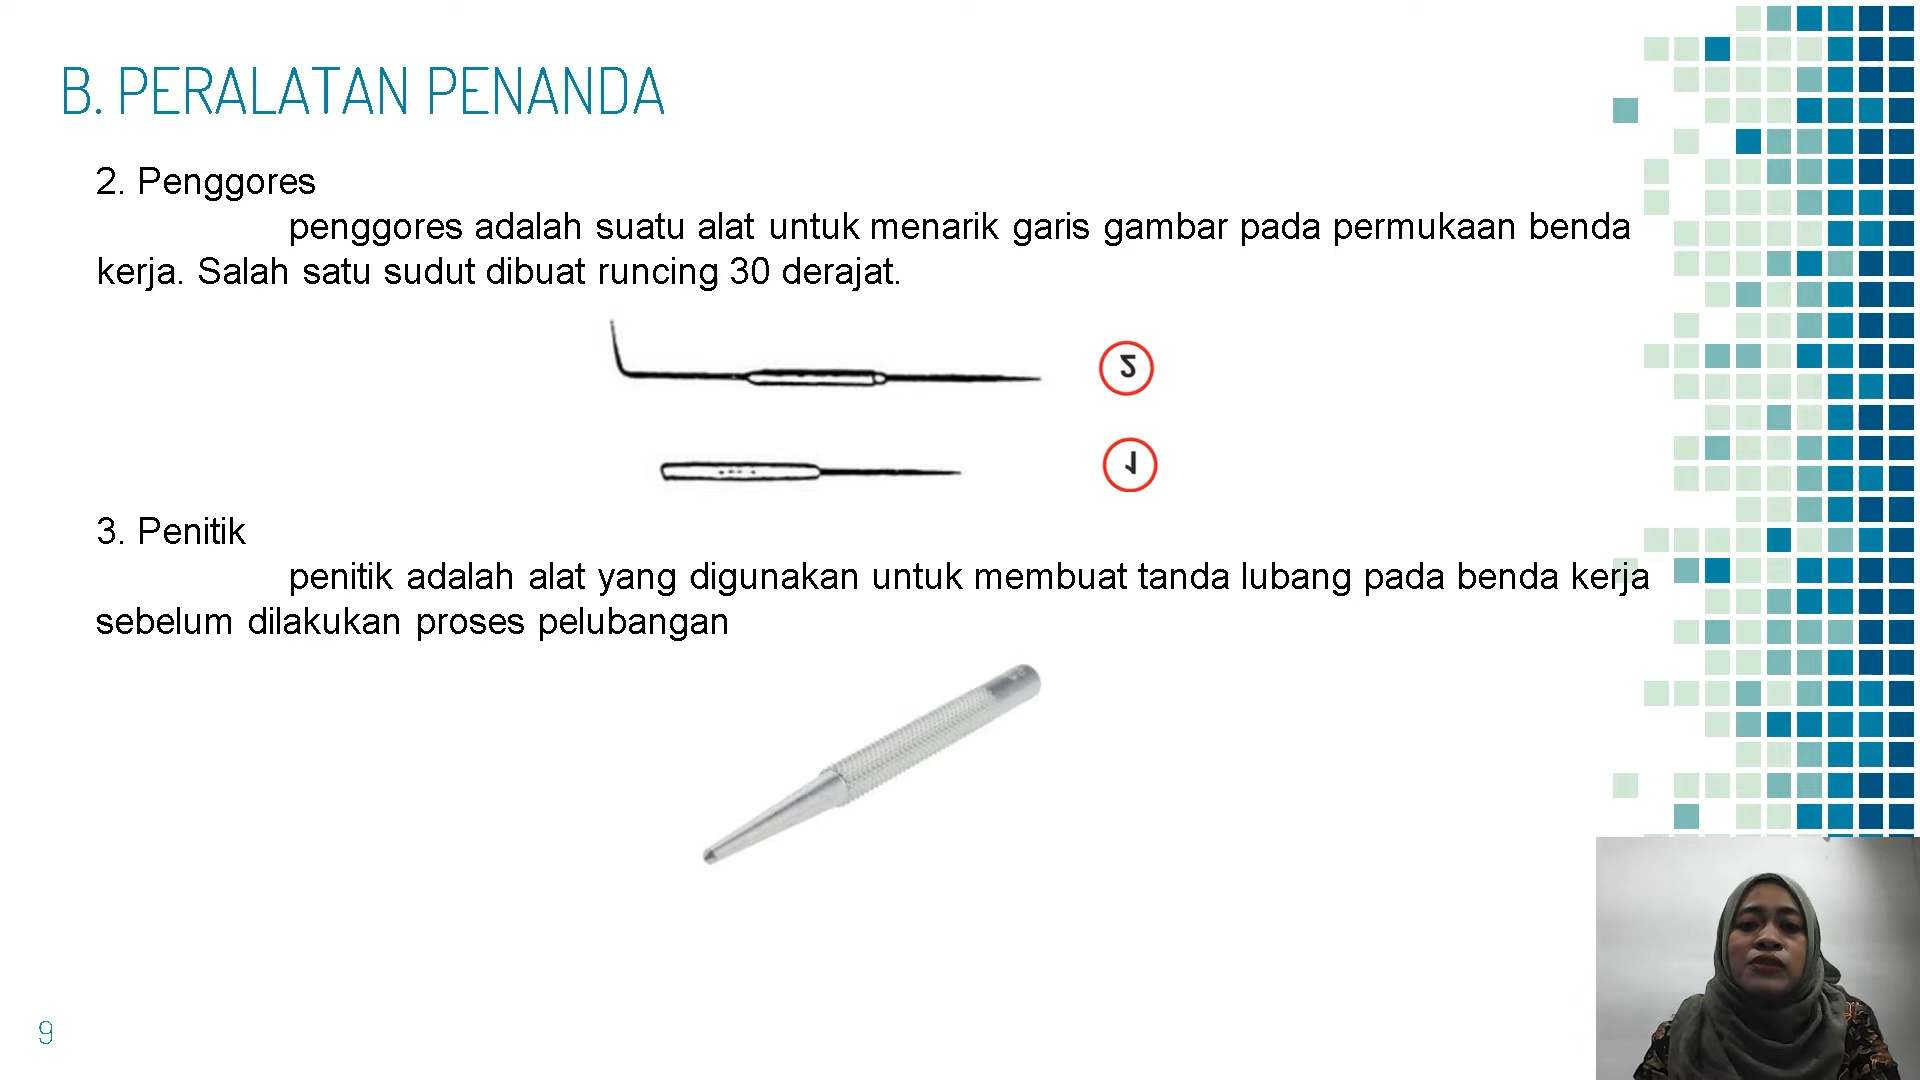 B. PERALATAN PENANDA
2. Penggores
penggores adalah suatu alat untuk menarik garis gambar pada permukaan benda
kerja. Salah satu sudut dibuat runcing 30 derajat.
2
1
3. Penitik
penitik adalah alat yang digunakan untuk membuat tanda lubang pada benda kerja
sebelum dilakukan proses pelubangan
9